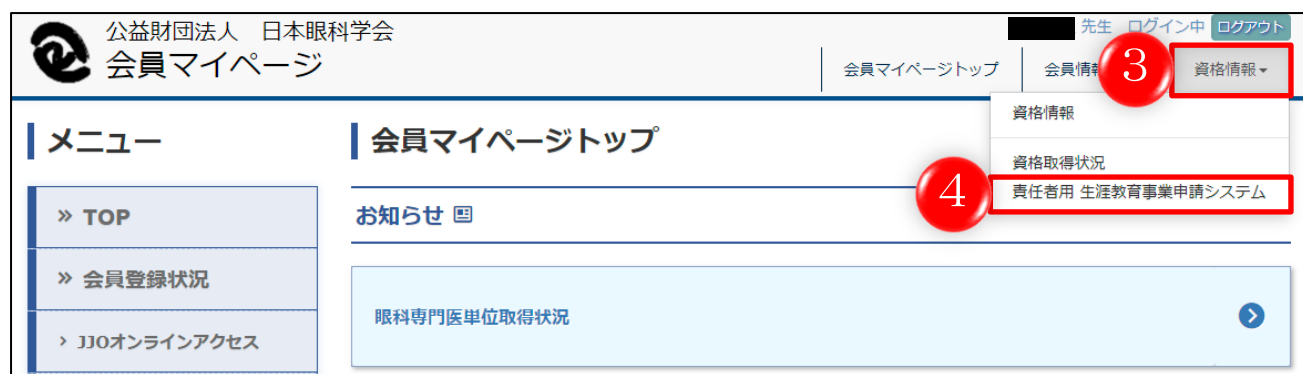 公益財団法人 日本眼科学会
会員マイページ
先生 ログイン中 ログアウト
会員マイページトップ 会員情 3 資格情報▾
資格情報
資格取得状況
4 責任者用 生涯教育事業申請システム
メニュー
» TOP
» 会員登録状況
› JJOオンラインアクセス
会員マイページトップ
お知らせ
眼科専門医単位取得状況